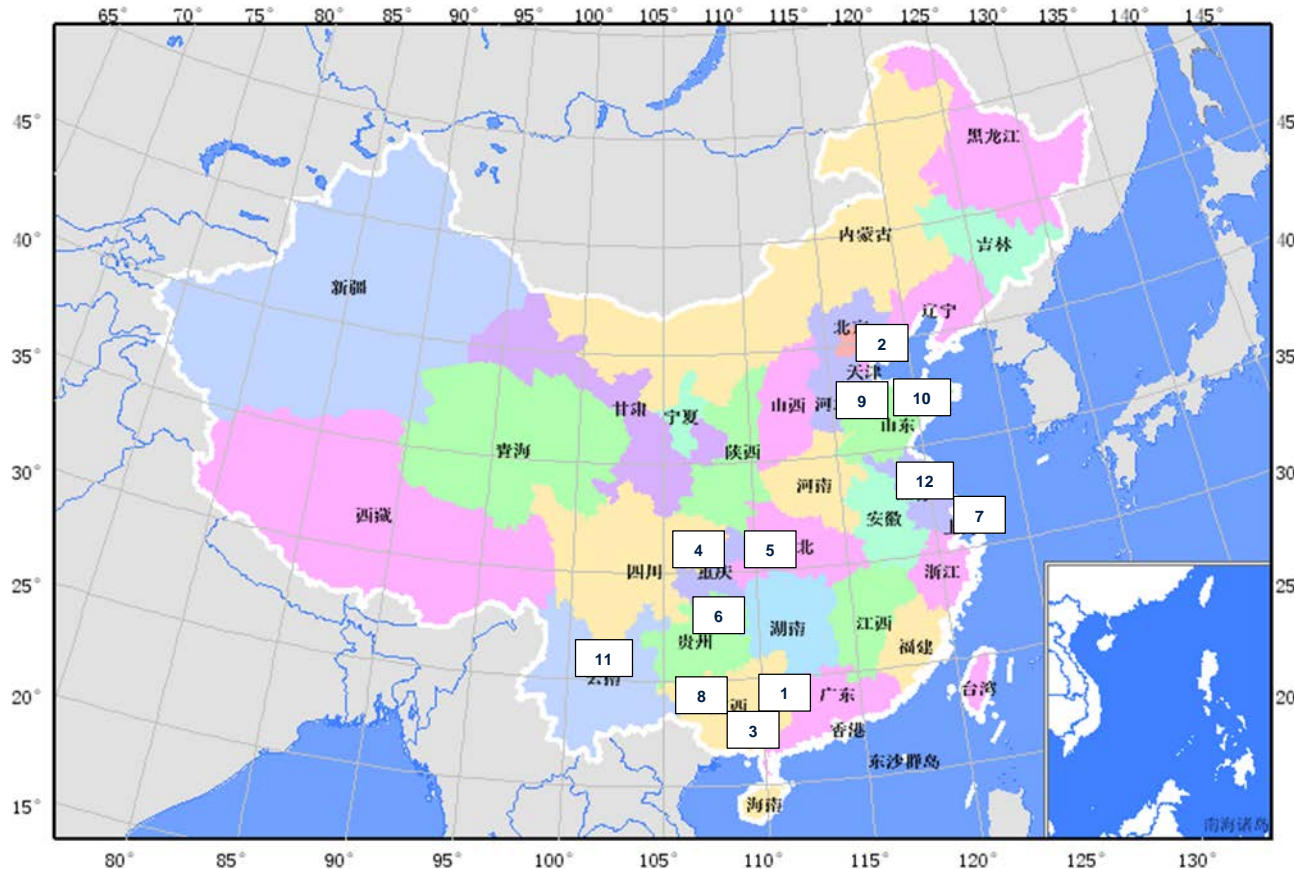 65° 70° 75° 80° 85° 90° 95° 100° 105° 110° 115° 120° 125° 130° 135° 140° 145°
45° 45°
黑龙江
内蒙古
40° 吉林 40°
新疆
辽宁
北京
2
35° 35°
天津
9 10
甘肃 宁夏 山西 河
山东
青海 陕西
30° 30°
12
河南
西藏 安徽 7
上
4 5 北
25° 四川 重庆 浙江 25°
6
贵州 湖南 江西
福建
11
云南
20° 8 西 1 广东 台湾 20°
3 香港
东沙群岛
15° 海南 15°
南海诸岛
80° 85° 90° 95° 100° 105° 110° 115° 120° 125° 130°